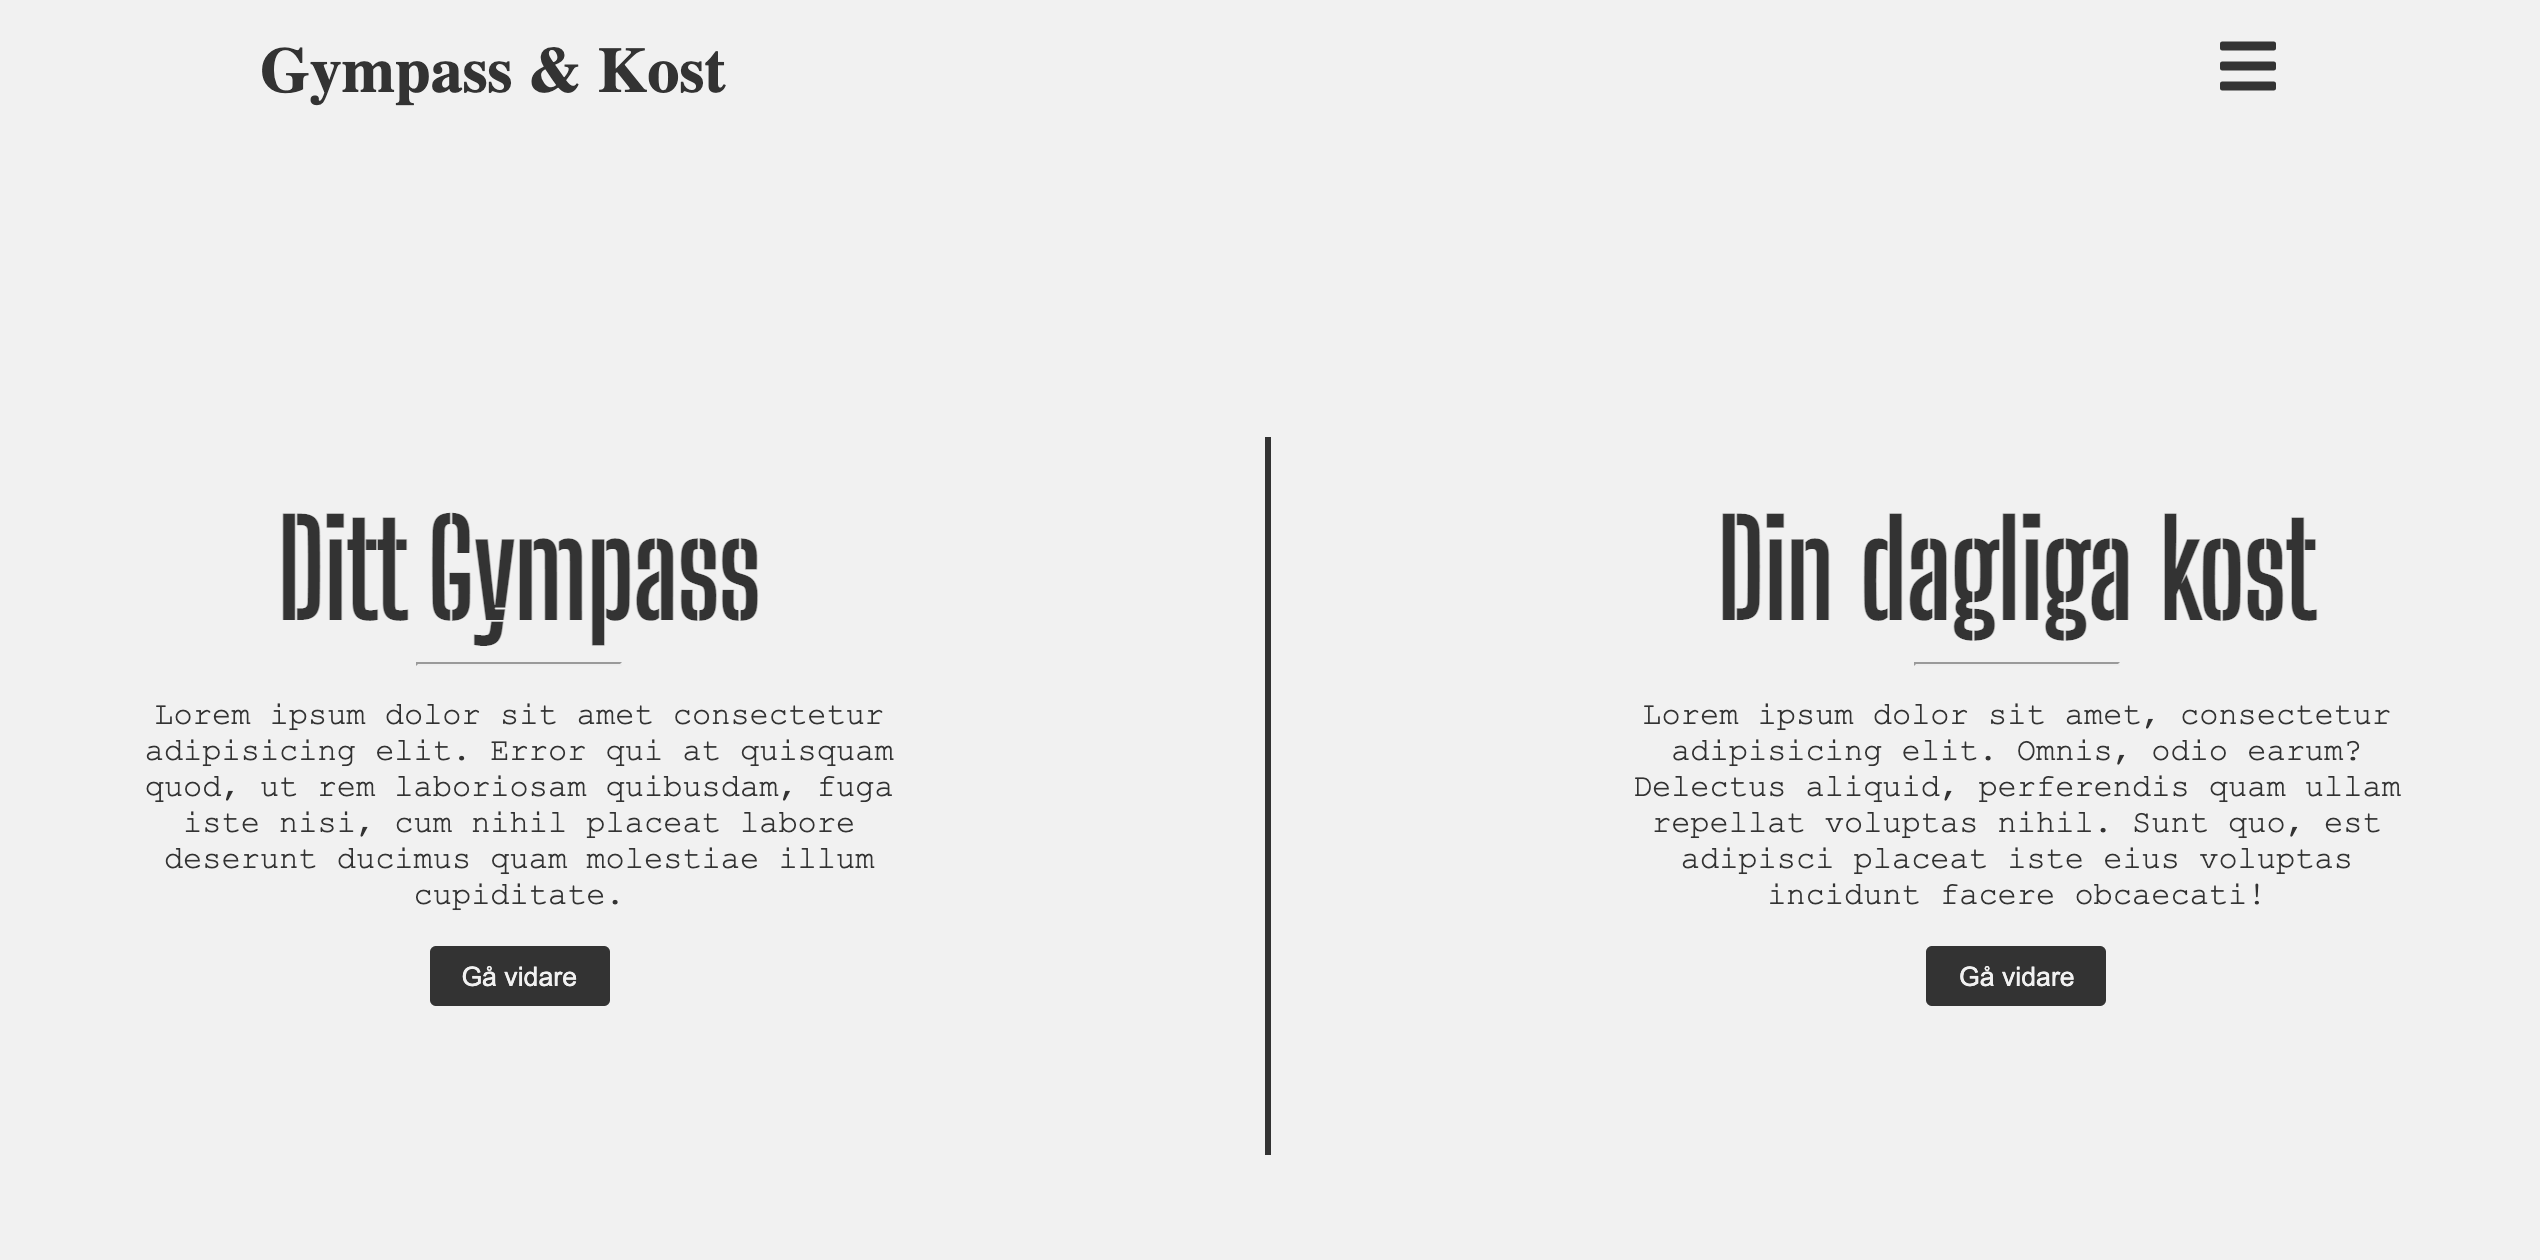 Gympass & Kost
Ditt Gympass
Lorem ipsum dolor sit amet consectetur
adipisicing elit. Error qui at quisquam
quod, ut rem laboriosam quibusdam, fuga
iste nisi, cum nihil placeat labore
deserunt ducimus quam molestiae illum
cupiditate.
Gå vidare
Din dagliga kost
Lorem ipsum dolor sit amet, consectetur
adipisicing elit. Omnis, odio earum?
Delectus aliquid, perferendis quam ullam
repellat voluptas nihil. Sunt quo, est
adipisci placeat iste eius voluptas
incidunt facere obcaecati!
Gå vidare